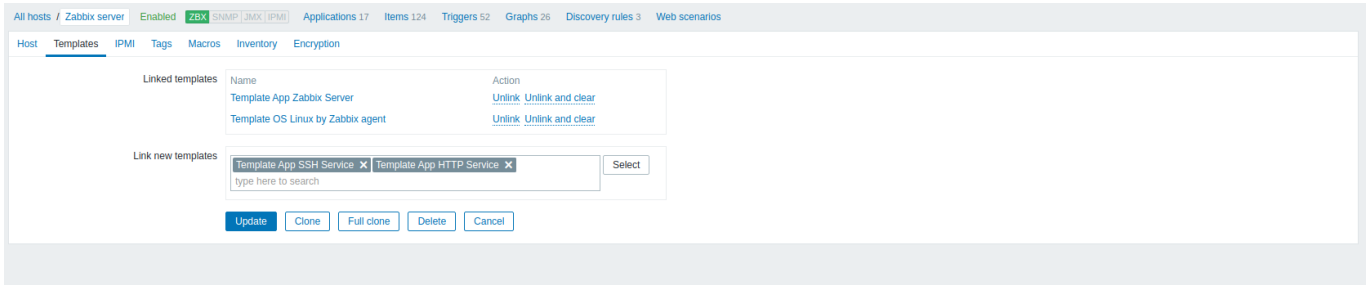 All hosts / Zabbix server Enabled ZBX SNMP JMX IPMI Applications 17 Items 124 Triggers 52 Graphs 26 Discovery rules 3 Web scenarios
Host Templates IPMI Tags Macros Inventory Encryption
Linked templates Name Action
Template App Zabbix Server Unlink Unlink and clear
Template OS Linux by Zabbix agent Unlink Unlink and clear
Link new templates Template App SSH Service Template App HTTP Service Select
type here to search
Update Clone Full clone Delete Cancel